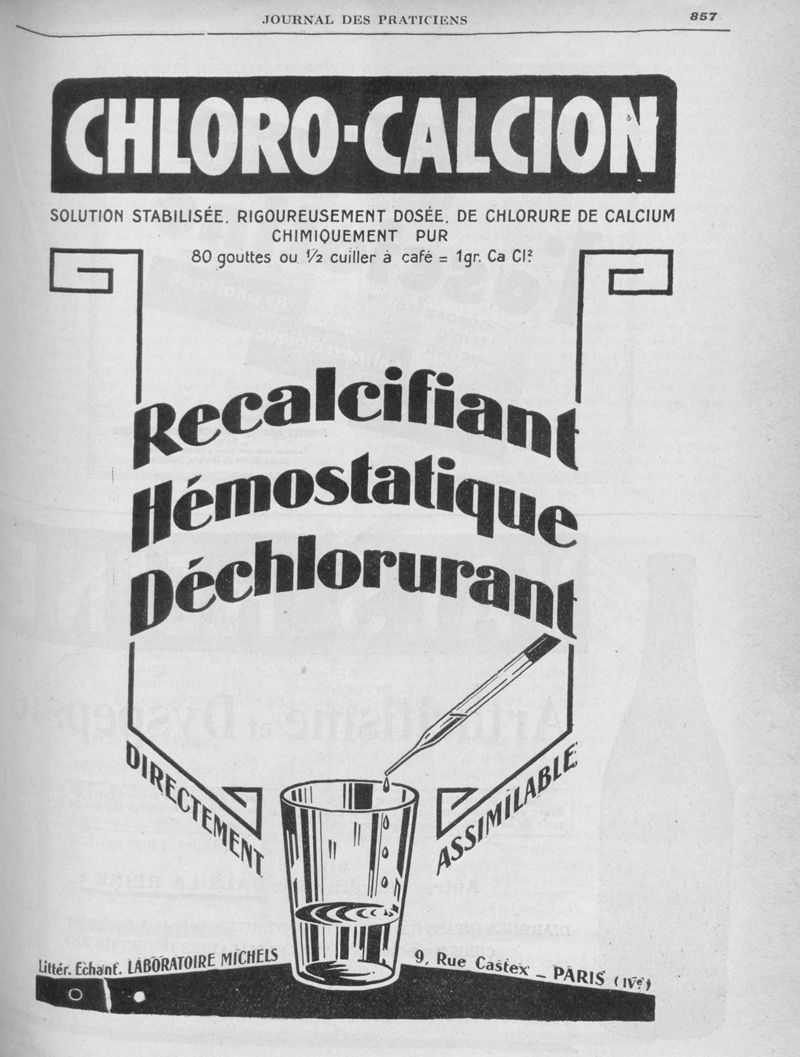 JOURNAL DES PRATICIENS
857
CHLORO-CALCION
SOLUTION STABILISÉE, RIGOUREUSEMENT DOSÉE, DE CHLORURE DE CALCIUM
CHIMIQUEMENT PUR
80 gouttes ou ½ cuiller à café = 1gr. Ca Cl²
Recalcifiant
Hémostatique
Déchlorurant
DIRECTEMENT
ASSIMILABLE
Littér. Echant. LABORATOIRE MICHELS
9, Rue Castex _ PARIS (IVe)